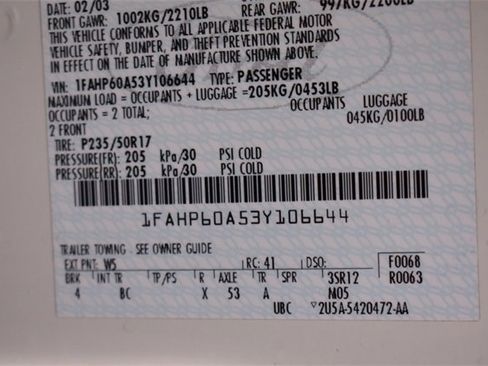 DATE: 02/03
FRONT GAWR: 1002KG/2210LB REAR GAWR: 997KG/2200LB
THIS VEHICLE CONFORMS TO ALL APPLICABLE FEDERAL MOTOR
VEHICLE SAFETY, BUMPER, AND THEFT PREVENTION STANDARDS
IN EFFECT ON THE DATE OF MANUFACTURE SHOWN ABOVE.
VIN: 1FAHP60A53Y106644 TYPE: PASSENGER
MAXIMUM LOAD = OCCUPANTS + LUGGAGE =205KG/0453LB
OCCUPANTS = 2 TOTAL; OCCUPANTS LUGGAGE
2 FRONT 045KG/0100LB
TIRE: P235/50R17
PRESSURE(FR): 205 kPa/30 PSI COLD
PRESSURE(RR): 205 kPa/30 PSI COLD
1FAHP60A53Y106644
TRAILER TOWING - SEE OWNER GUIDE
EXT PNT: W5 RC: 41 DSO: F0068
BRK INT TR TP/PS R AXLE TR SPR 3SR12 R0063
4 BC X 53 A M05
UBC ▽2U5A-5420472-AA